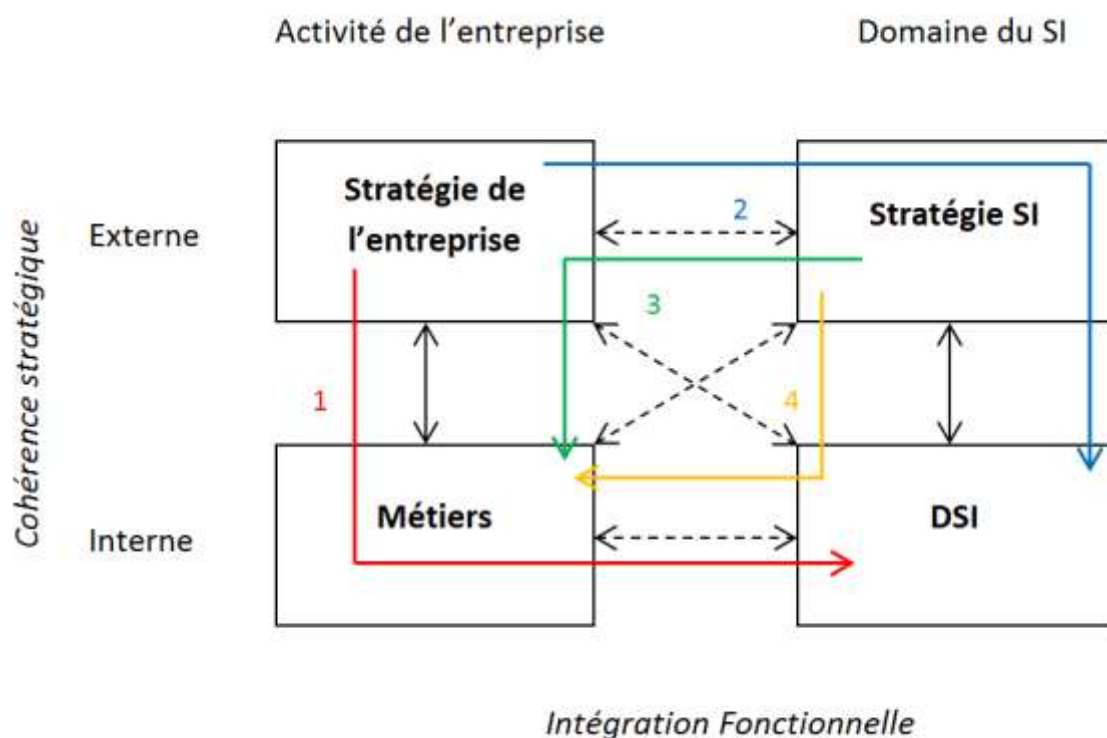 Activité de l’entreprise
Domaine du SI
Cohérence stratégique
Externe
Stratégie de
l’entreprise
2
Stratégie SI
3
1
4
Interne
Métiers
DSI
Intégration Fonctionnelle